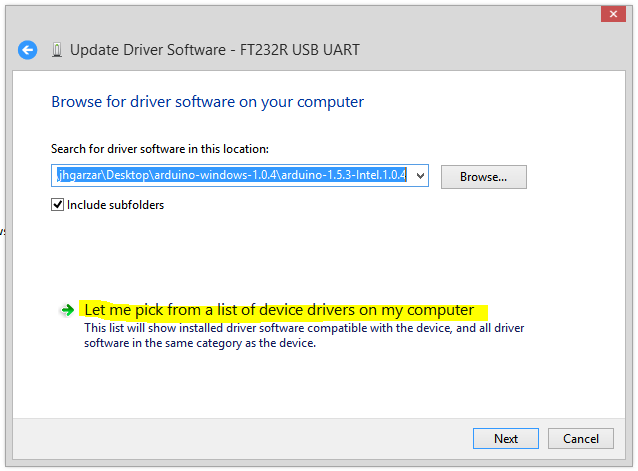 Update Driver Software - FT232R USB UART
Browse for driver software on your computer
Search for driver software in this location:
jhgarzar\Desktop\arduino-windows-1.0.4\arduino-1.5.3-Intel.1.0.4
Browse...
Include subfolders
Let me pick from a list of device drivers on my computer
This list will show installed driver software compatible with the device, and all driver
software in the same category as the device.
Next
Cancel